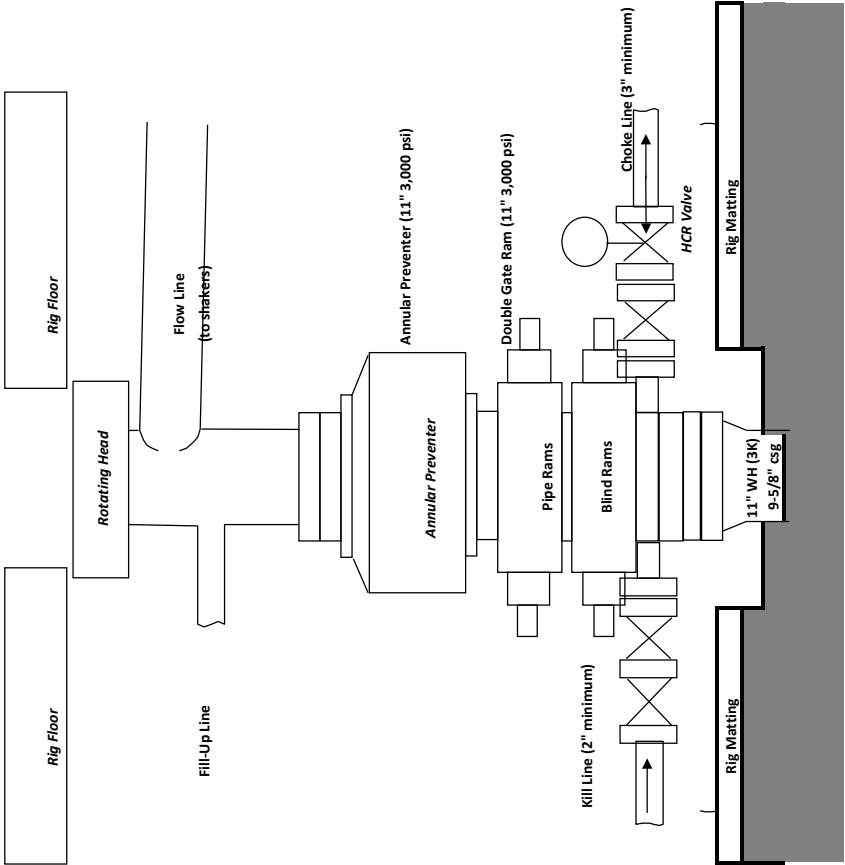 Rig Floor
Rig Floor
Rotating Head
Flow Line
(to shakers)
Fill-Up Line
Annular Preventer (11" 3,000 psi)
Annular Preventer
Double Gate Ram (11" 3,000 psi)
Pipe Rams
Kill Line (2" minimum)
Blind Rams
Choke Line (3" minimum)
HCR Valve
Rig Matting
Rig Matting
11" WH (3K)
9-5/8" csg